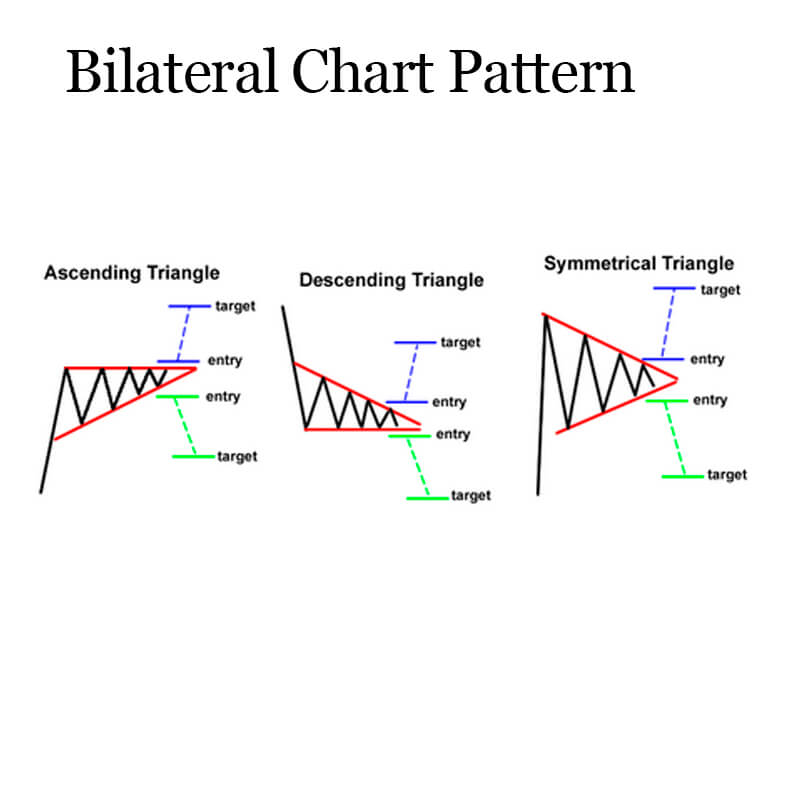 Bilateral Chart Pattern
Ascending Triangle
target
entry
entry
target
Descending Triangle
target
entry
entry
target
Symmetrical Triangle
target
entry
entry
target